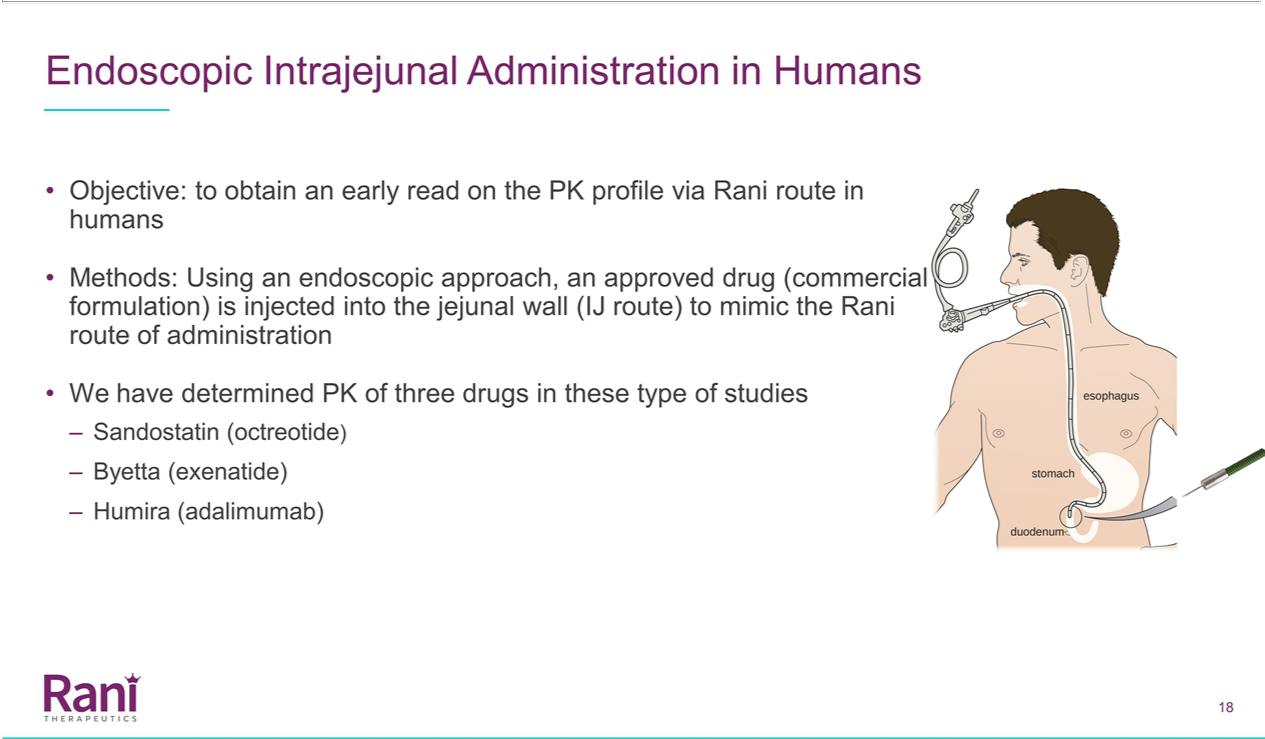 Endoscopic Intrajejunal Administration in Humans
• Objective: to obtain an early read on the PK profile via Rani route in
humans
• Methods: Using an endoscopic approach, an approved drug (commercial
formulation) is injected into the jejunal wall (IJ route) to mimic the Rani
route of administration
• We have determined PK of three drugs in these type of studies
– Sandostatin (octreotide)
– Byetta (exenatide)
– Humira (adalimumab)
esophagus
stomach
duodenum
Rani
THERAPEUTICS
18